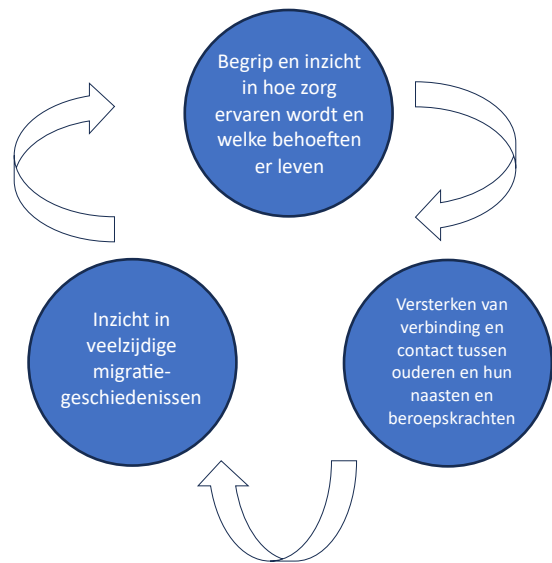 Begrip en inzicht
in hoe zorg
ervaren wordt en
welke behoeften
er leven
Versterken van
verbinding en
contact tussen
ouderen en hun
naasten en
beroepskrachten
Inzicht in
veelzijdige
migratie-
geschiedenissen